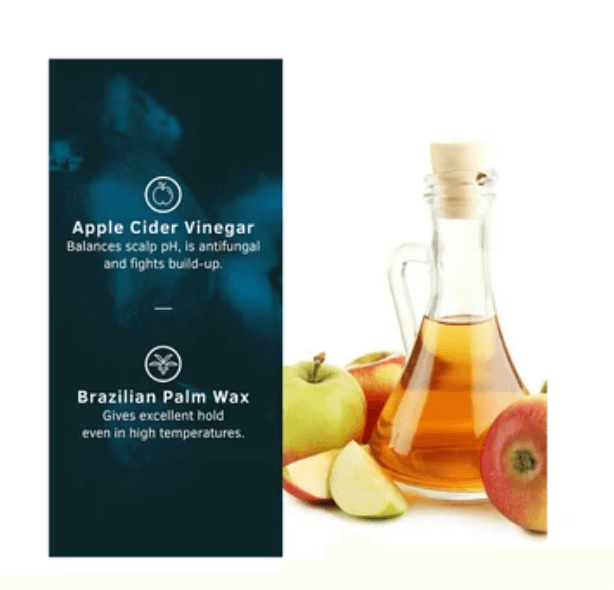 Apple Cider Vinegar
Balances scalp pH, is antifungal
and fights build-up.
Brazilian Palm Wax
Gives excellent hold
even in high temperatures.